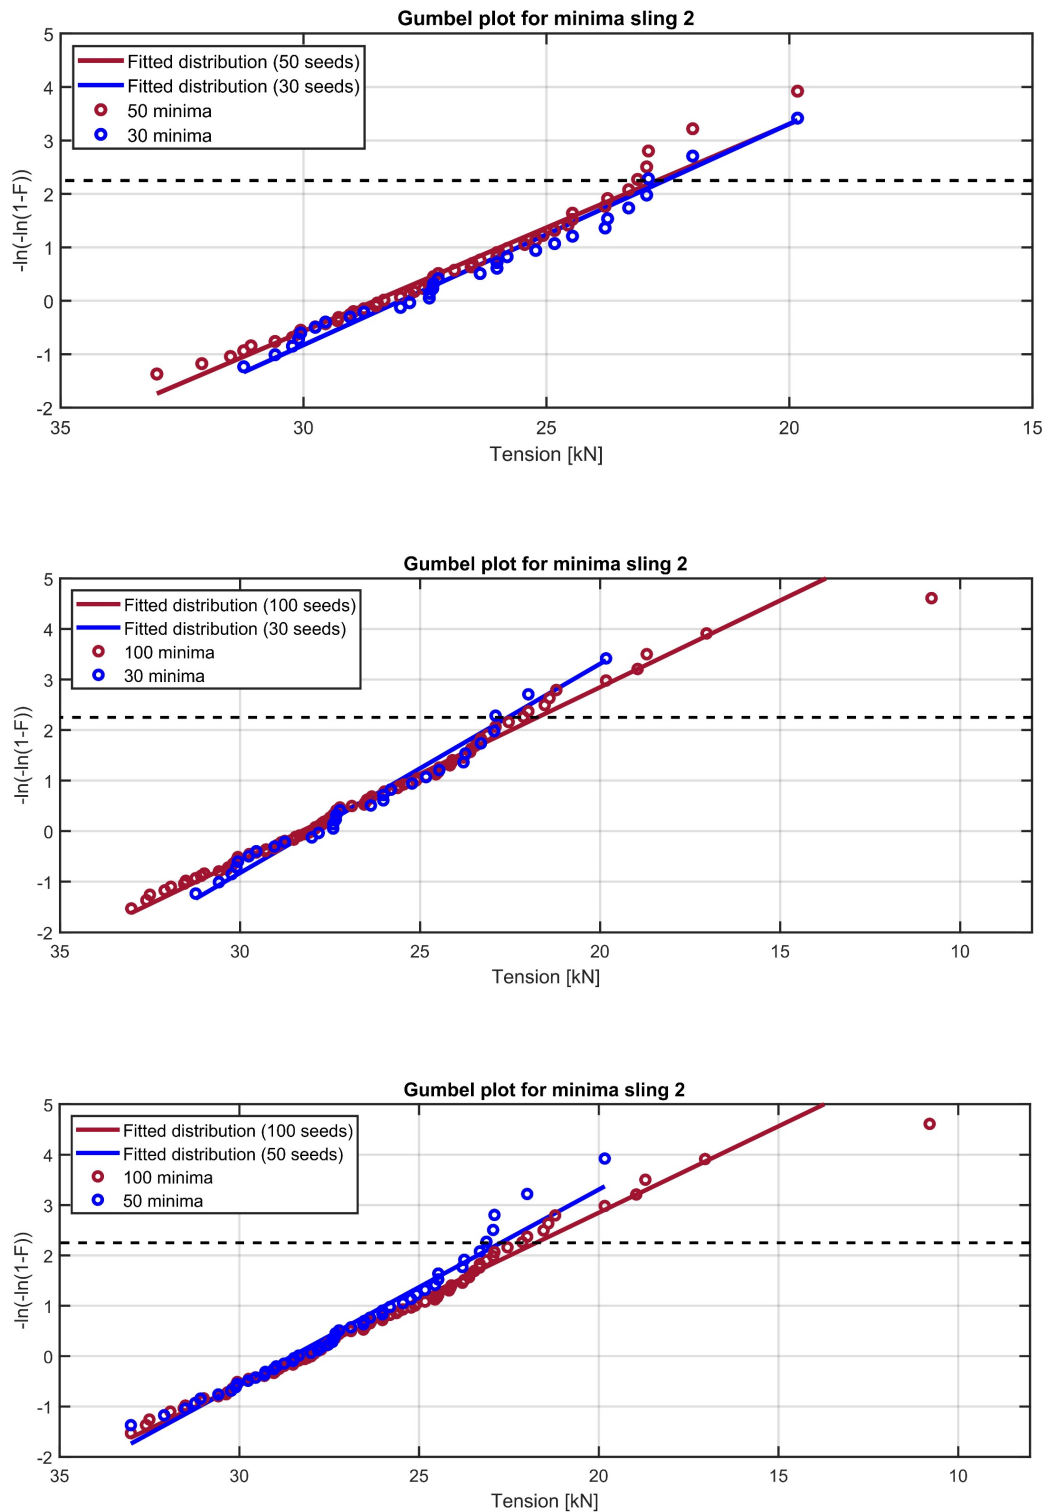 Gumbel plot for minima sling 2
5
4
3
2
1
0
-1
-2
-ln(-ln(1-F))
Fitted distribution (50 seeds)
Fitted distribution (30 seeds)
50 minima
30 minima
35
30
25
20
15
Tension [kN]
Gumbel plot for minima sling 2
5
4
3
2
1
0
-1
-2
-ln(-ln(1-F))
Fitted distribution (100 seeds)
Fitted distribution (30 seeds)
100 minima
30 minima
35
30
25
20
15
10
Tension [kN]
Gumbel plot for minima sling 2
5
4
3
2
1
0
-1
-2
-ln(-ln(1-F))
Fitted distribution (100 seeds)
Fitted distribution (50 seeds)
100 minima
50 minima
35
30
25
20
15
10
Tension [kN]